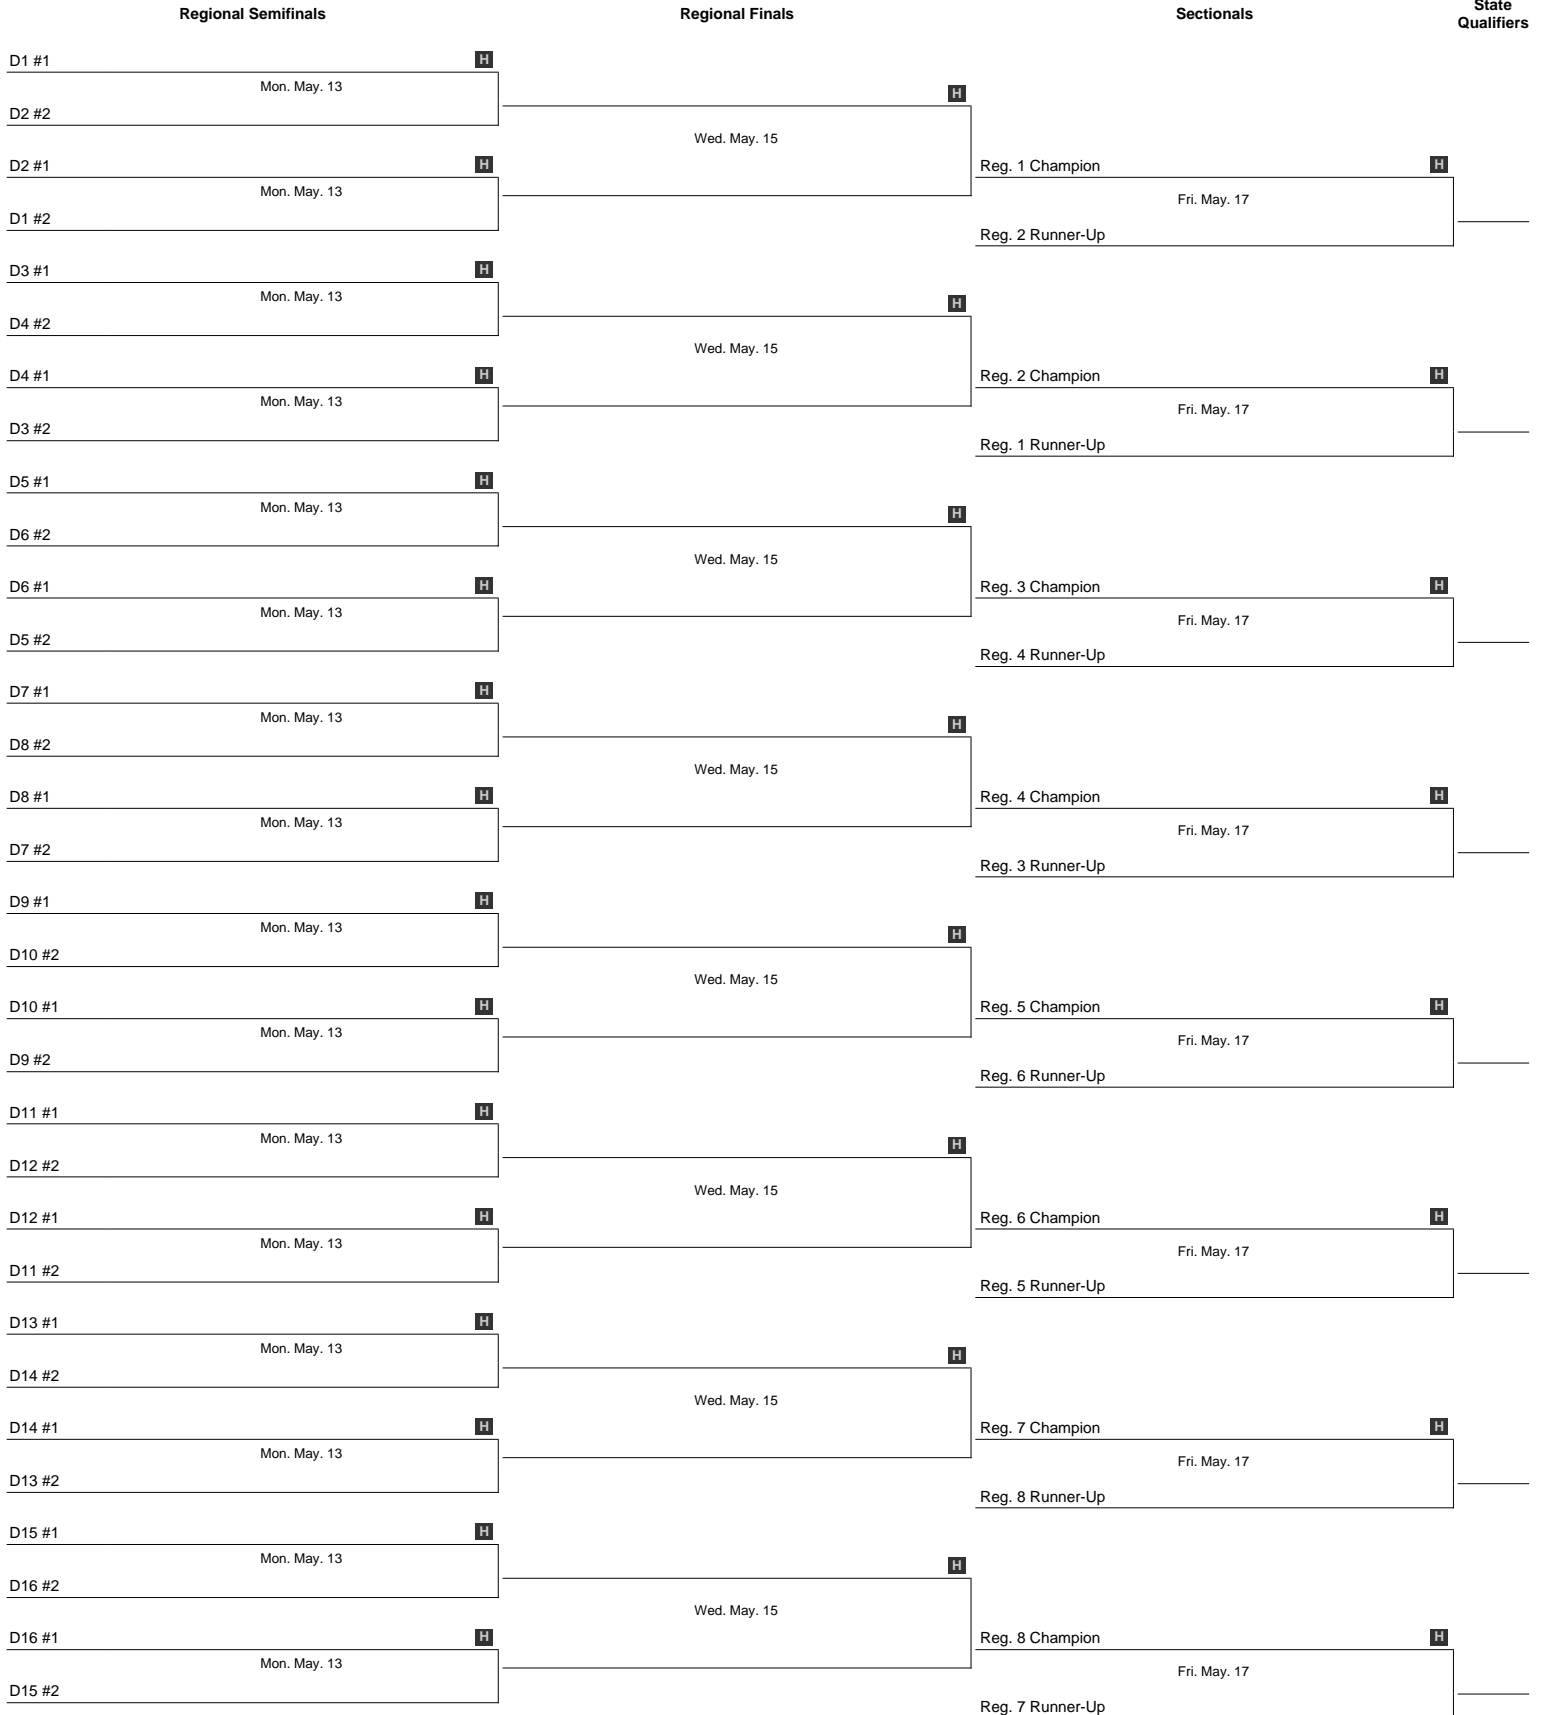 Regional Semifinals
Regional Finals
Sectionals
State
Qualifiers
D1 #1 H
Mon. May. 13
D2 #2
H
Wed. May. 15
D2 #1 H
Mon. May. 13
D1 #2
Reg. 1 Champion H
Fri. May. 17
Reg. 2 Runner-Up
D3 #1 H
Mon. May. 13
D4 #2
H
Wed. May. 15
D4 #1 H
Mon. May. 13
D3 #2
Reg. 2 Champion H
Fri. May. 17
Reg. 1 Runner-Up
D5 #1 H
Mon. May. 13
D6 #2
H
Wed. May. 15
D6 #1 H
Mon. May. 13
D5 #2
Reg. 3 Champion H
Fri. May. 17
Reg. 4 Runner-Up
D7 #1 H
Mon. May. 13
D8 #2
H
Wed. May. 15
D8 #1 H
Mon. May. 13
D7 #2
Reg. 4 Champion H
Fri. May. 17
Reg. 3 Runner-Up
D9 #1 H
Mon. May. 13
D10 #2
H
Wed. May. 15
D10 #1 H
Mon. May. 13
D9 #2
Reg. 5 Champion H
Fri. May. 17
Reg. 6 Runner-Up
D11 #1 H
Mon. May. 13
D12 #2
H
Wed. May. 15
D12 #1 H
Mon. May. 13
D11 #2
Reg. 6 Champion H
Fri. May. 17
Reg. 5 Runner-Up
D13 #1 H
Mon. May. 13
D14 #2
H
Wed. May. 15
D14 #1 H
Mon. May. 13
D13 #2
Reg. 7 Champion H
Fri. May. 17
Reg. 8 Runner-Up
D15 #1 H
Mon. May. 13
D16 #2
H
Wed. May. 15
D16 #1 H
Mon. May. 13
D15 #2
Reg. 8 Champion H
Fri. May. 17
Reg. 7 Runner-Up